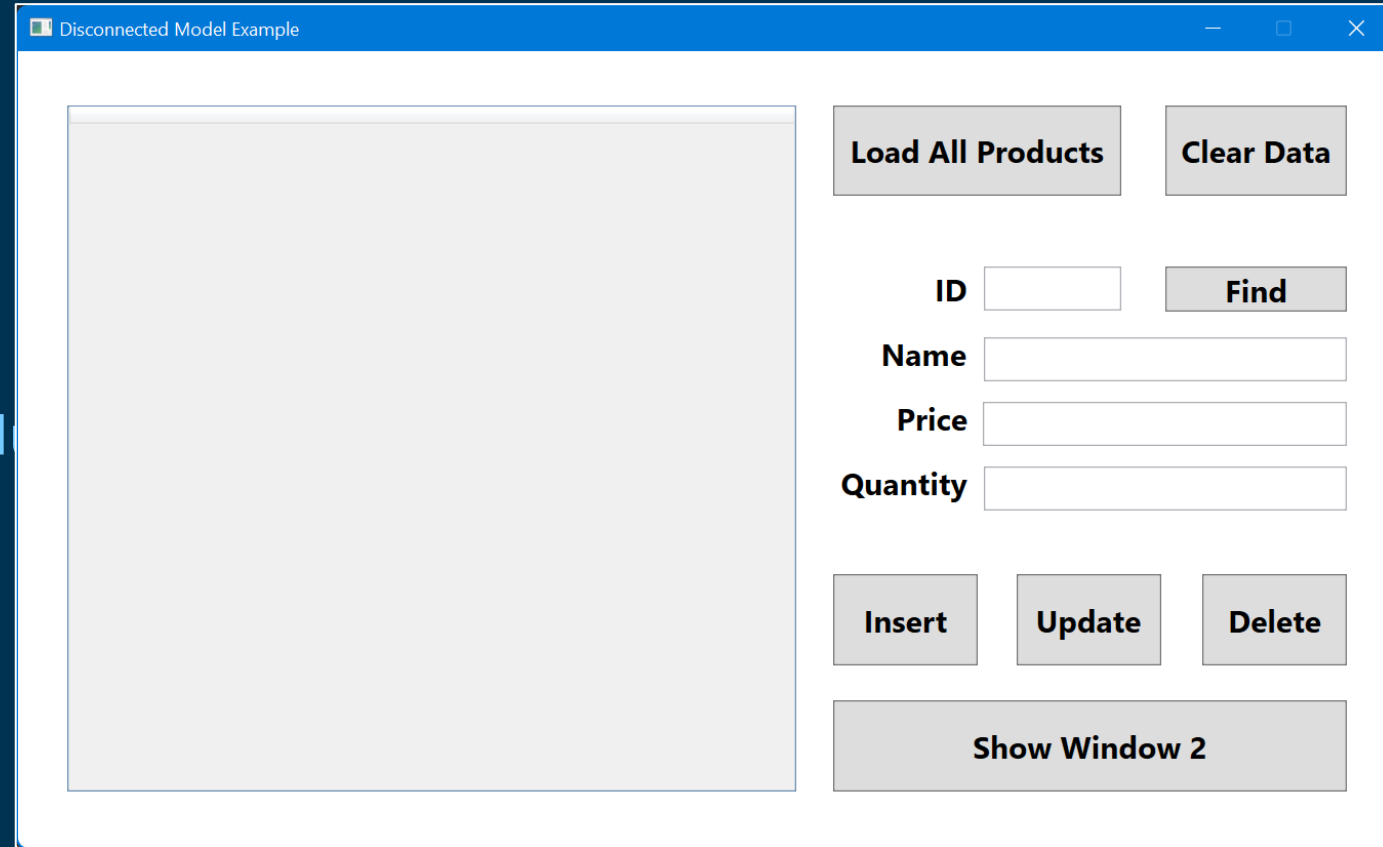 Disconnected Model Example
Load All Products
Clear Data
ID
Find
Name
Price
Quantity
Insert
Update
Delete
Show Window 2